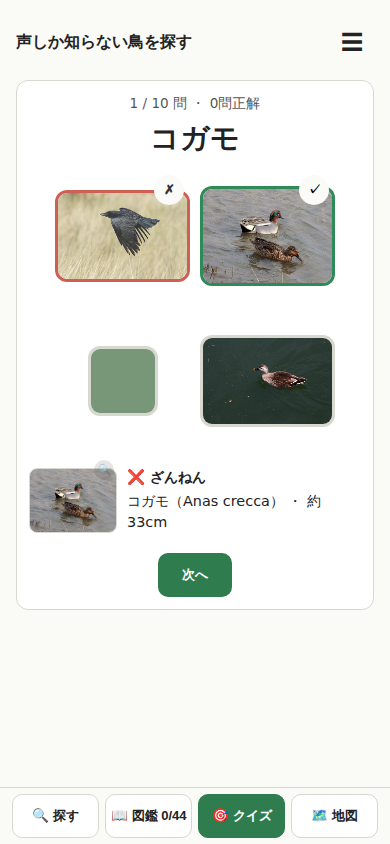 声しか知らない鳥を探す
☰
1 / 10 問 ・ 0問正解
コガモ
✗
✓
❌ ざんねん
コガモ（Anas crecca） ・ 約
33cm
次へ
🔍 探す
📖 図鑑 0/44
🎯 クイズ
🗺️ 地図